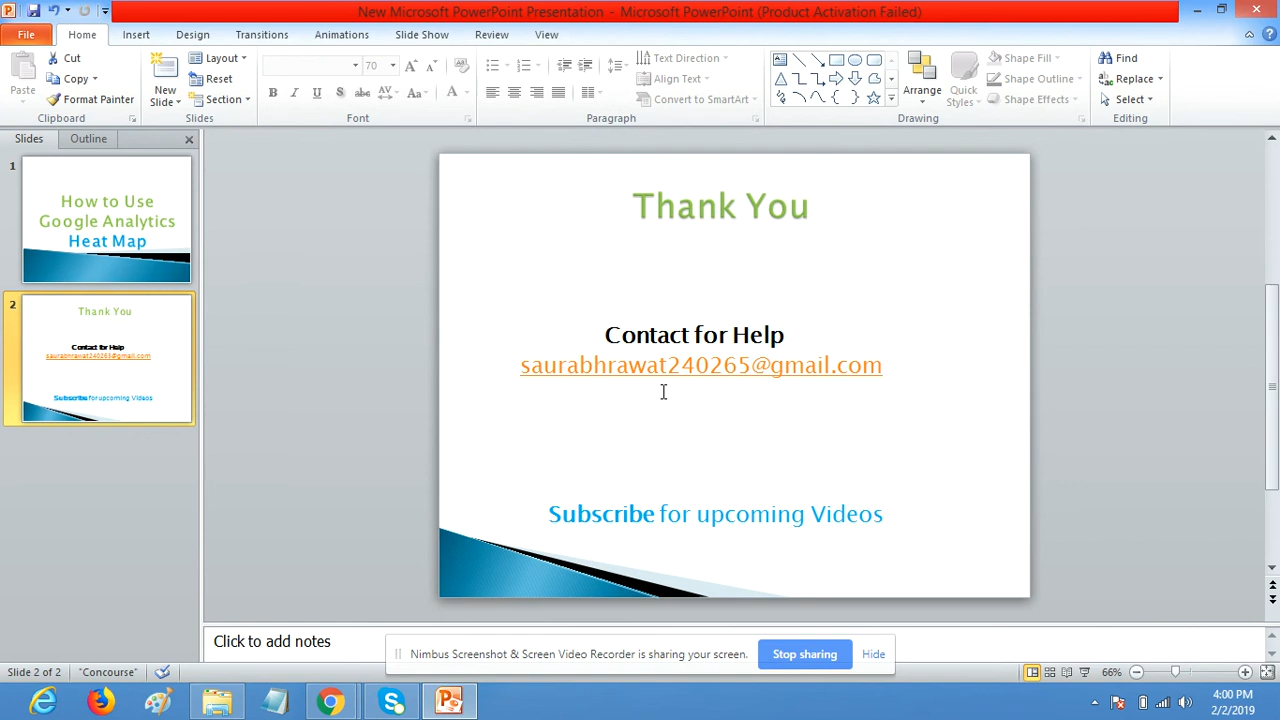 New Microsoft PowerPoint Presentation - Microsoft PowerPoint (Product Activation Failed)
File Home Insert Design Transitions Animations Slide Show Review View
Paste
Cut
Copy
Format Painter
Clipboard
New Slide
Layout
Reset
Section
Slides
70
Font
Paragraph
Text Direction
Align Text
Convert to SmartArt
Arrange
Quick Styles
Shape Fill
Shape Outline
Shape Effects
Drawing
Find
Replace
Select
Editing
Slides Outline
1
How to Use
Google Analytics
Heat Map
2
Thank You
Contact for Help
saurabhrawat240265@gmail.com
Subscribe for upcoming Videos
Thank You
Contact for Help
saurabhrawat240265@gmail.com
Subscribe for upcoming Videos
Click to add notes
Nimbus Screenshot & Screen Video Recorder is sharing your screen. Stop sharing Hide
Slide 2 of 2 "Concourse" 66%
4:00 PM
2/2/2019